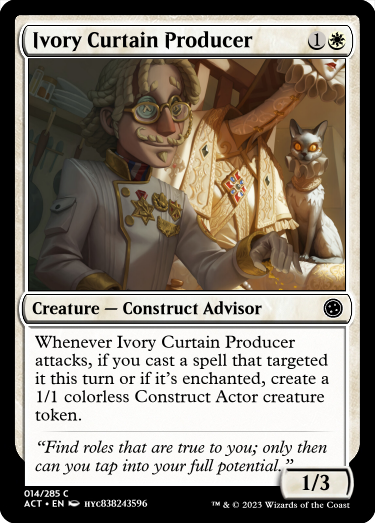 Ivory Curtain Producer 1
Creature — Construct Advisor
Whenever Ivory Curtain Producer
attacks, if you cast a spell that targeted
it this turn or if it's enchanted, create a
1/1 colorless Construct Actor creature
token.
“Find roles that are true to you; only then
can you tap into your full potential.”
1/3
014/285 C
ACT • EN HYC838243596
™ & © 2023 Wizards of the Coast